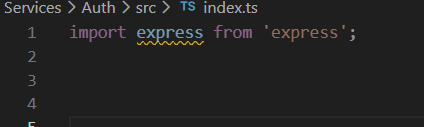 Services > Auth > src > TS index.ts
1 import express from 'express';
2
3
4
5